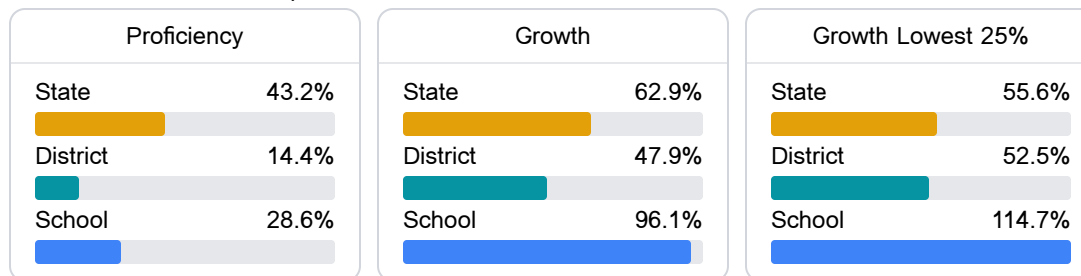 Proficiency
State 43.2%
District 14.4%
School 28.6%
Growth
State 62.9%
District 47.9%
School 96.1%
Growth Lowest 25%
State 55.6%
District 52.5%
School 114.7%